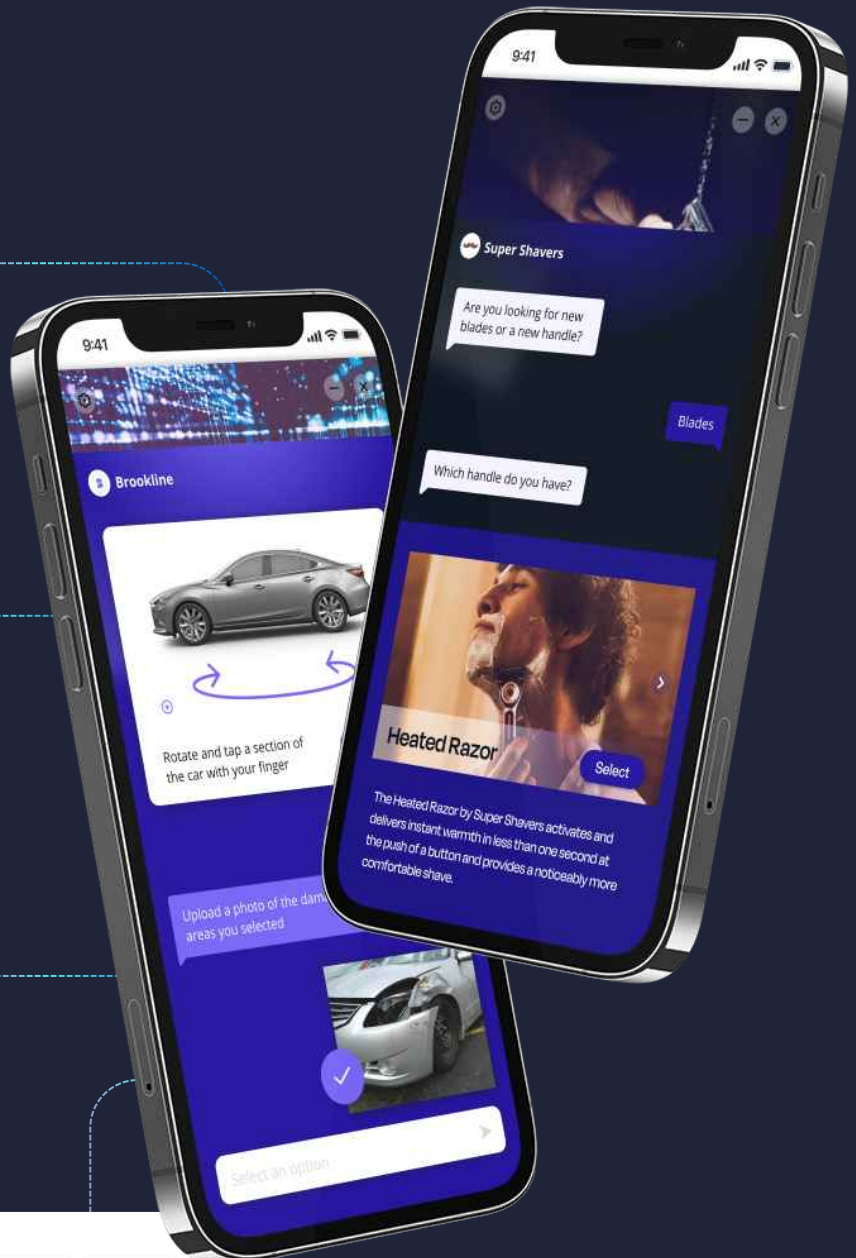 9:41
Super Shavers
Are you looking for new
blades or a new handle?
Blades
Which handle do you have?
Heated Razor
Select
The Heated Razor by Super Shavers activates and
delivers instant warmth in less than one second at
the push of a button and provides a noticeably more
comfortable shave.
9:41
Brookline
Rotate and tap a section of
the car with your finger
Upload a photo of the
areas you selected
Select an option